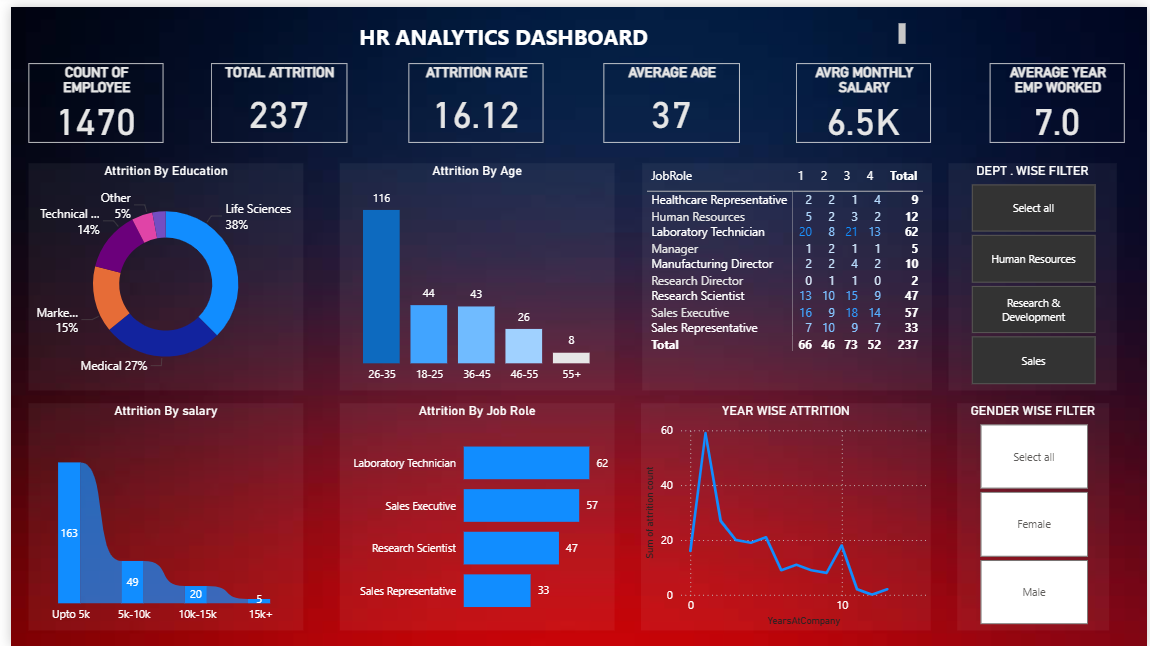 HR ANALYTICS DASHBOARD
COUNT OF
EMPLOYEE
1470
TOTAL ATTRITION
237
ATTRITION RATE
16.12
AVERAGE AGE
37
AVRG MONTHLY
SALARY
6.5K
AVERAGE YEAR
EMP WORKED
7.0
Attrition By Education
Other
5%
Technical ...
14%
Life Sciences
38%
Marke...
15%
Medical 27%
Attrition By Age
116
44
43
26
8
26-35 18-25 36-45 46-55 55+
JobRole 1 2 3 4 Total
Healthcare Representative 2 2 1 4 9
Human Resources 5 2 3 2 12
Laboratory Technician 20 8 21 13 62
Manager 1 2 1 1 5
Manufacturing Director 2 2 4 2 10
Research Director 0 1 1 0 2
Research Scientist 13 10 15 9 47
Sales Executive 16 9 18 14 57
Sales Representative 7 10 9 7 33
Total 66 46 73 52 237
DEPT . WISE FILTER
Select all
Human Resources
Research &
Development
Sales
Attrition By salary
163
49
20
5
Upto 5k 5k-10k 10k-15k 15k+
Attrition By Job Role
Laboratory Technician 62
Sales Executive 57
Research Scientist 47
Sales Representative 33
YEAR WISE ATTRITION
Sum of attrition count
60
40
20
0
0 10
YearsAtCompany
GENDER WISE FILTER
Select all
Female
Male